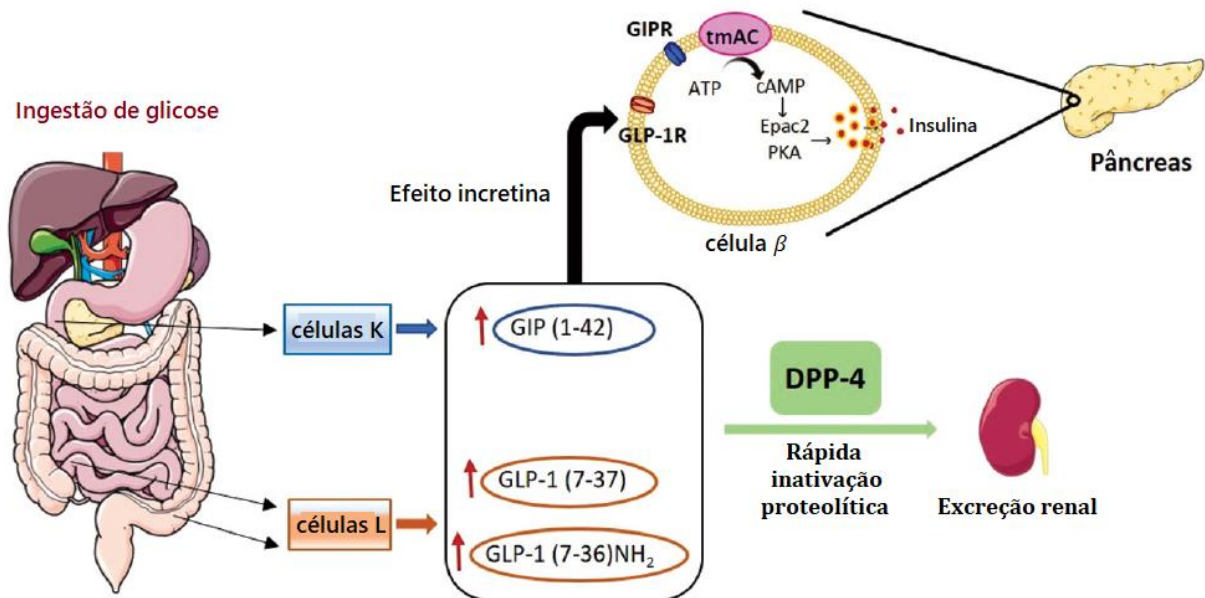 GIPR
tmAC
ATP
cAMP
Epac2
PKA
Insulina
GLP-1R
célula β
Pâncreas
Ingestão de glicose
Efeito incretina
células K
GIP (1-42)
células L
GLP-1 (7-37)
GLP-1 (7-36)NH₂
DPP-4
Rápida
inativação
proteolítica
Excreção renal